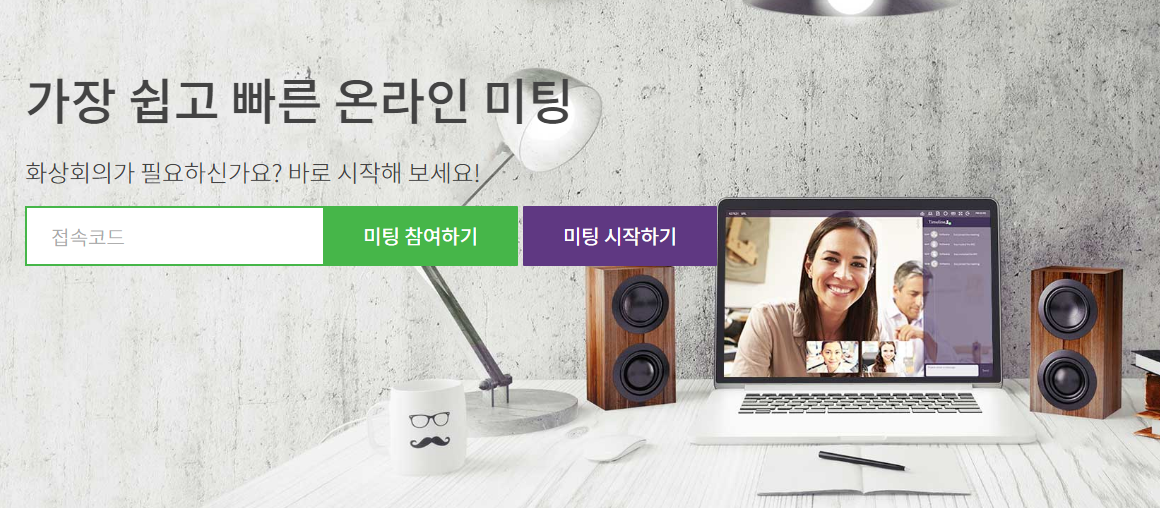 가장 쉽고 빠른 온라인 미팅
화상회의가 필요하신가요? 바로 시작해 보세요!
접속코드
미팅 참여하기
미팅 시작하기